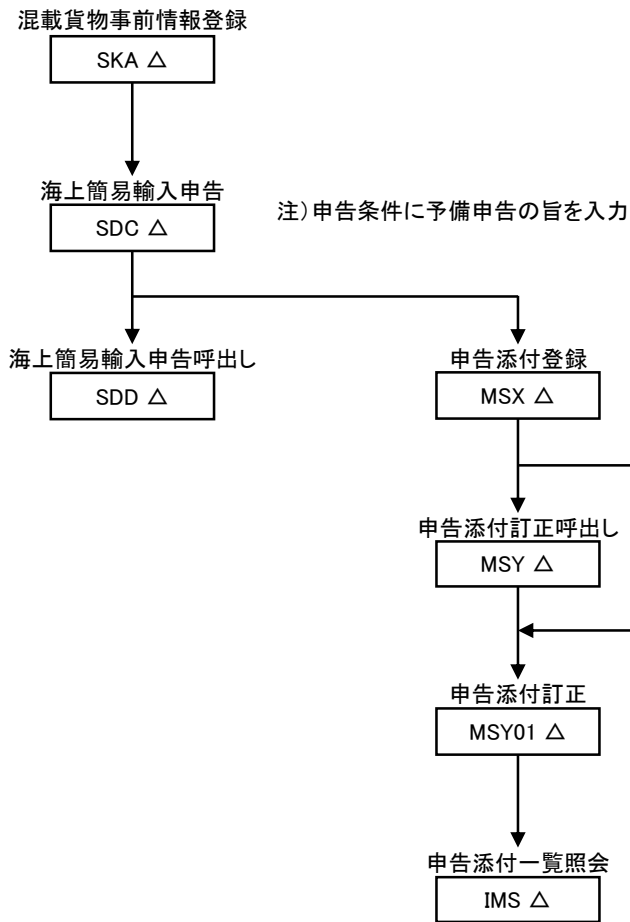 混載貨物事前情報登録
SKA △
海上簡易輸入申告
SDC △
注)申告条件に予備申告の旨を入力
海上簡易輸入申告呼出し
SDD △
申告添付登録
MSX △
申告添付訂正呼出し
MSY △
申告添付訂正
MSY01 △
申告添付一覧照会
IMS △